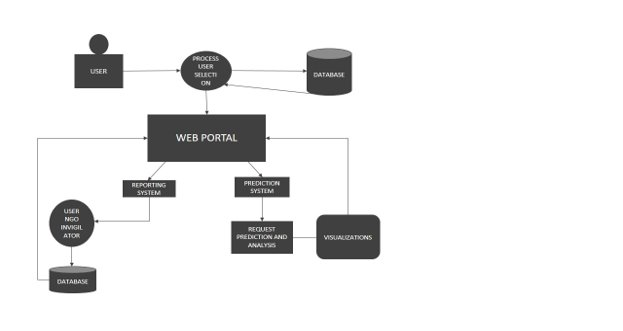 PROCESS
USER
SELECTI
ON
USER
DATABASE
WEB PORTAL
REPORTING
SYSTEM
PREDICTION
SYSTEM
USER
NGO
INVIGIL
ATOR
REQUEST
PREDICTION AND
ANALYSIS
VISUALIZATIONS
DATABASE